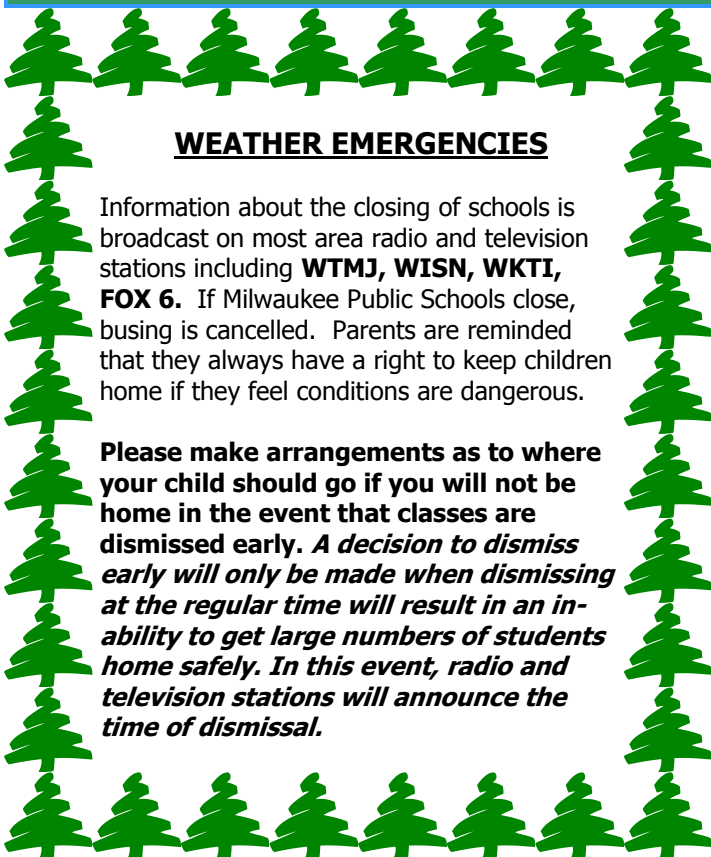 WEATHER EMERGENCIES
Information about the closing of schools is
broadcast on most area radio and television
stations including WTMJ, WISN, WKTI,
FOX 6.  If Milwaukee Public Schools close,
busing is cancelled.  Parents are reminded
that they always have a right to keep children
home if they feel conditions are dangerous.
Please make arrangements as to where
your child should go if you will not be
home in the event that classes are
dismissed early. A decision to dismiss
early will only be made when dismissing
at the regular time will result in an in-
ability to get large numbers of students
home safely. In this event, radio and
television stations will announce the
time of dismissal.